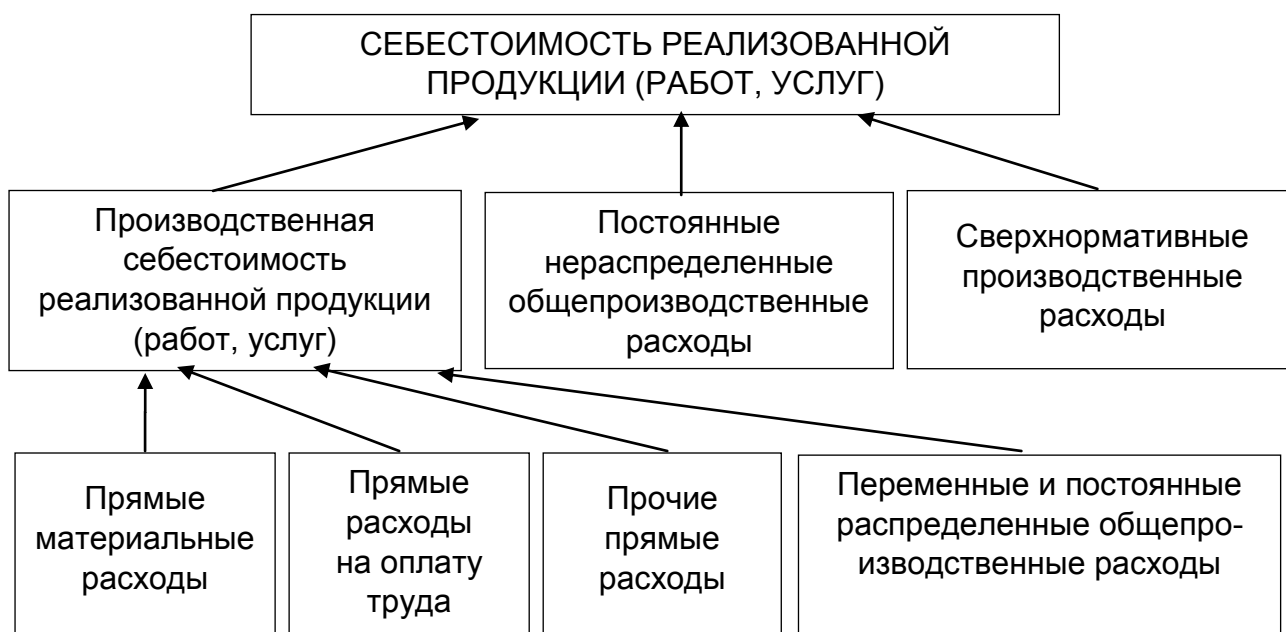 СЕБЕСТОИМОСТЬ РЕАЛИЗОВАННОЙ
ПРОДУКЦИИ (РАБОТ, УСЛУГ)
Производственная
себестоимость
реализованной продукции
(работ, услуг)
Постоянные
нераспределенные
общепроизводственные
расходы
Сверхнормативные
производственные
расходы
Прямые
материальные
расходы
Прямые
расходы
на оплату
труда
Прочие
прямые
расходы
Переменные и постоянные
распределенные общепро-
изводственные расходы